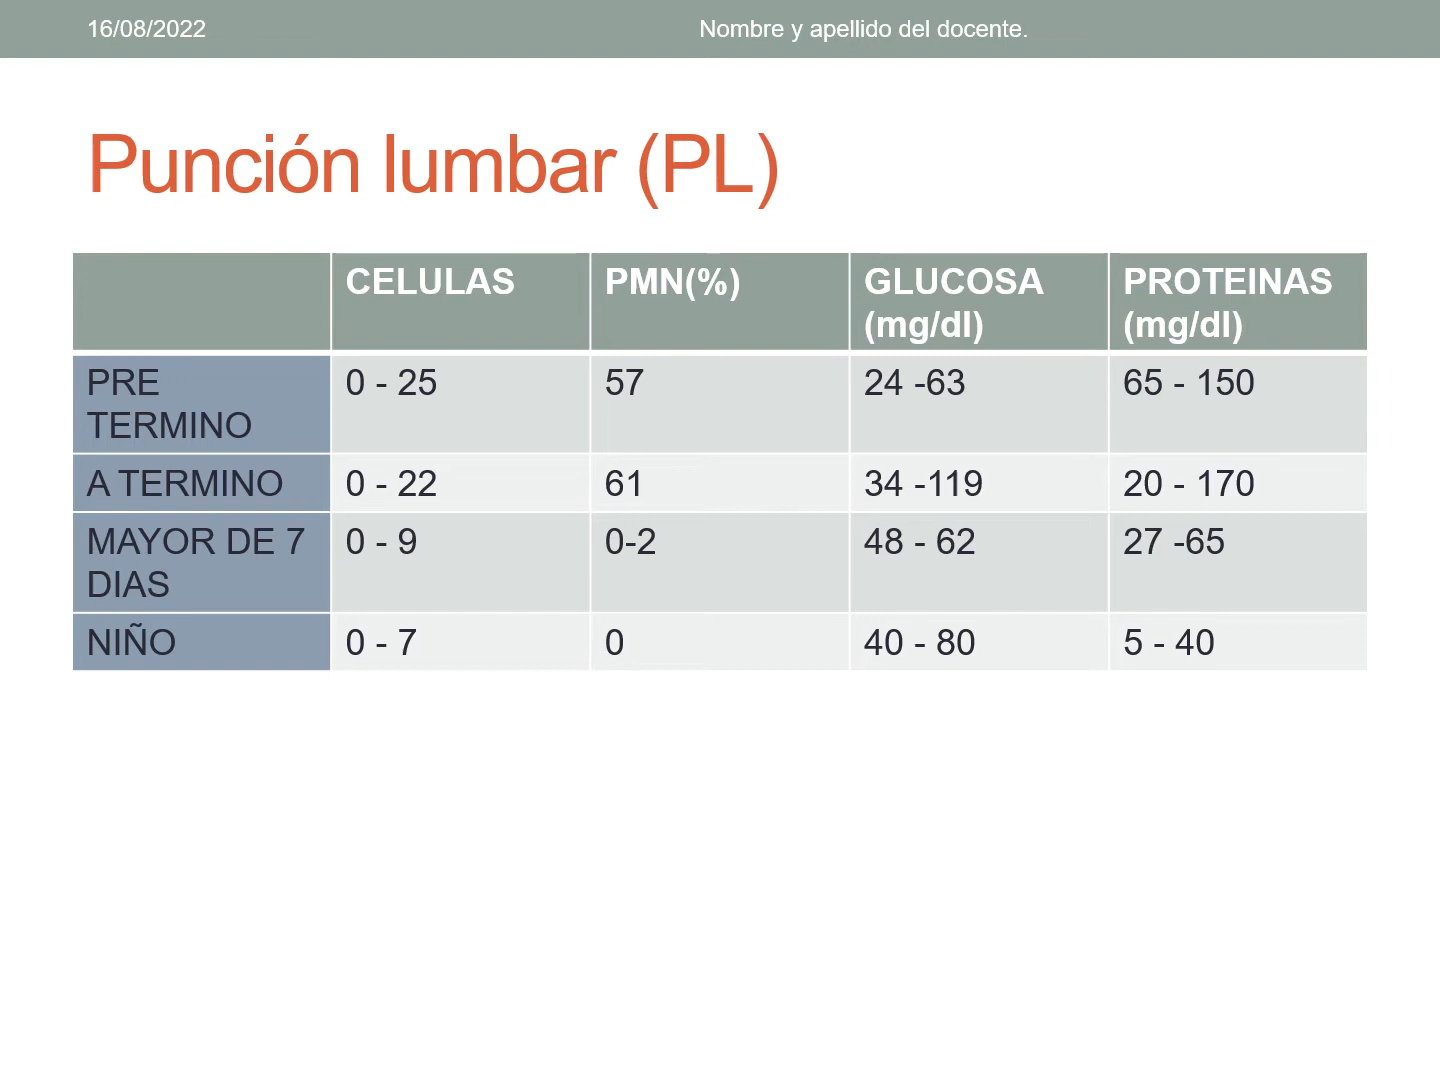 16/08/2022 Nombre y apellido del docente.
Punción lumbar (PL)
CELULAS PMN(%) GLUCOSA (mg/dl) PROTEINAS (mg/dl)
PRE TERMINO 0 - 25 57 24 -63 65 - 150
A TERMINO 0 - 22 61 34 -119 20 - 170
MAYOR DE 7 DIAS 0 - 9 0-2 48 - 62 27 -65
NIÑO 0 - 7 0 40 - 80 5 - 40